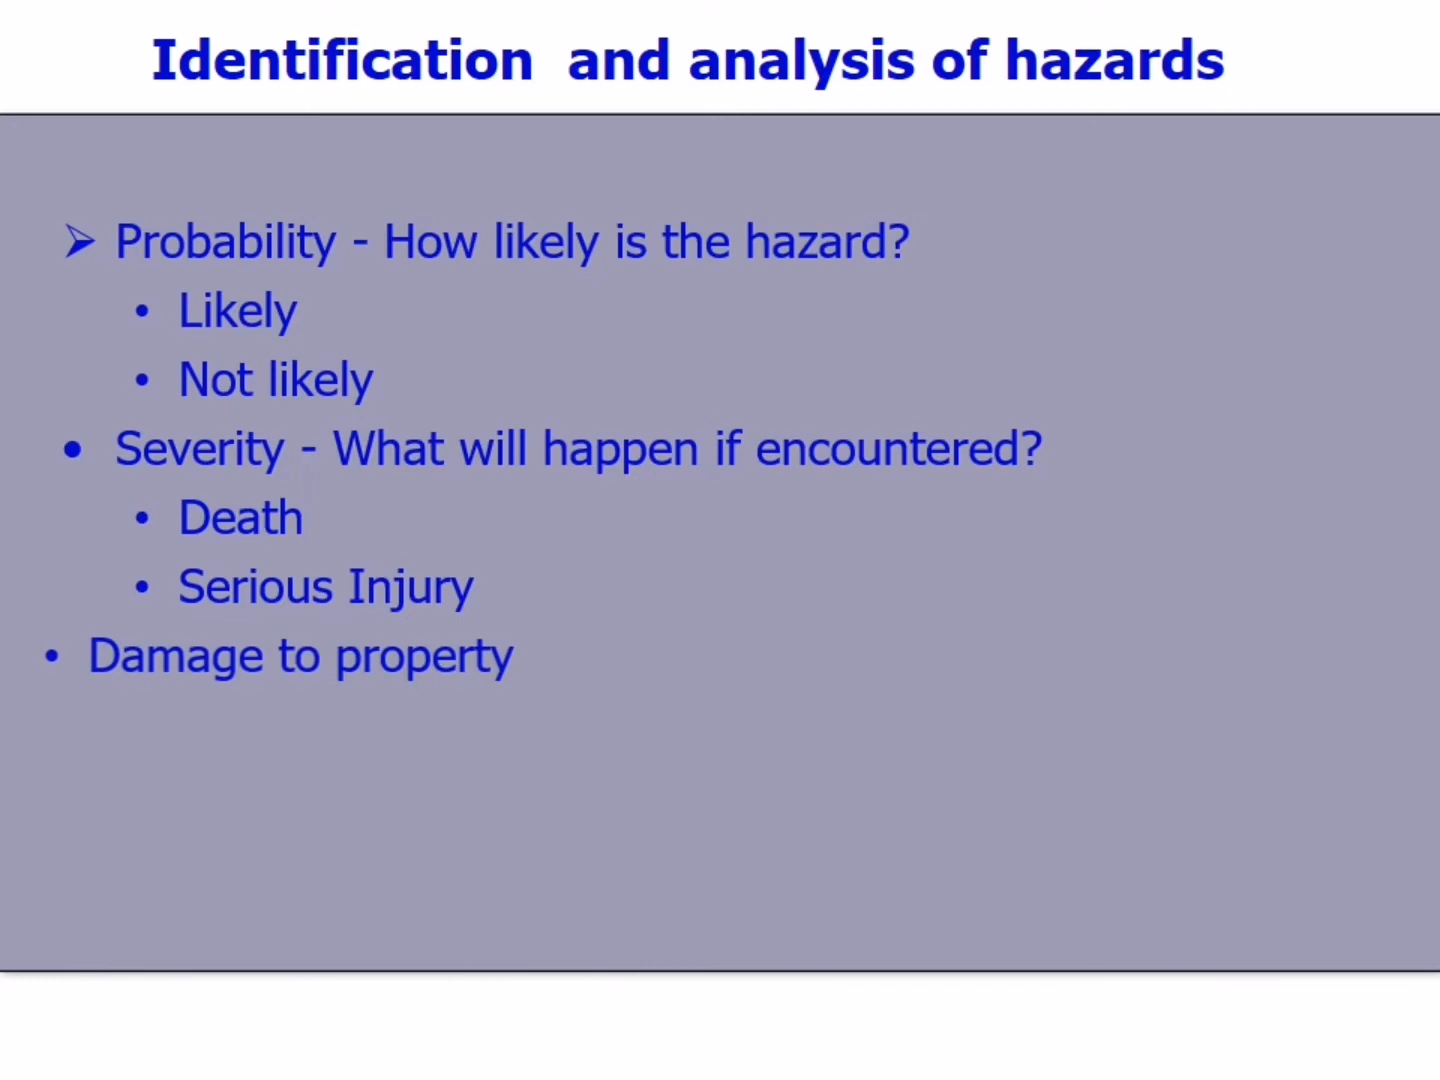 Identification and analysis of hazards
➢ Probability - How likely is the hazard?
• Likely
• Not likely
• Severity - What will happen if encountered?
• Death
• Serious Injury
• Damage to property